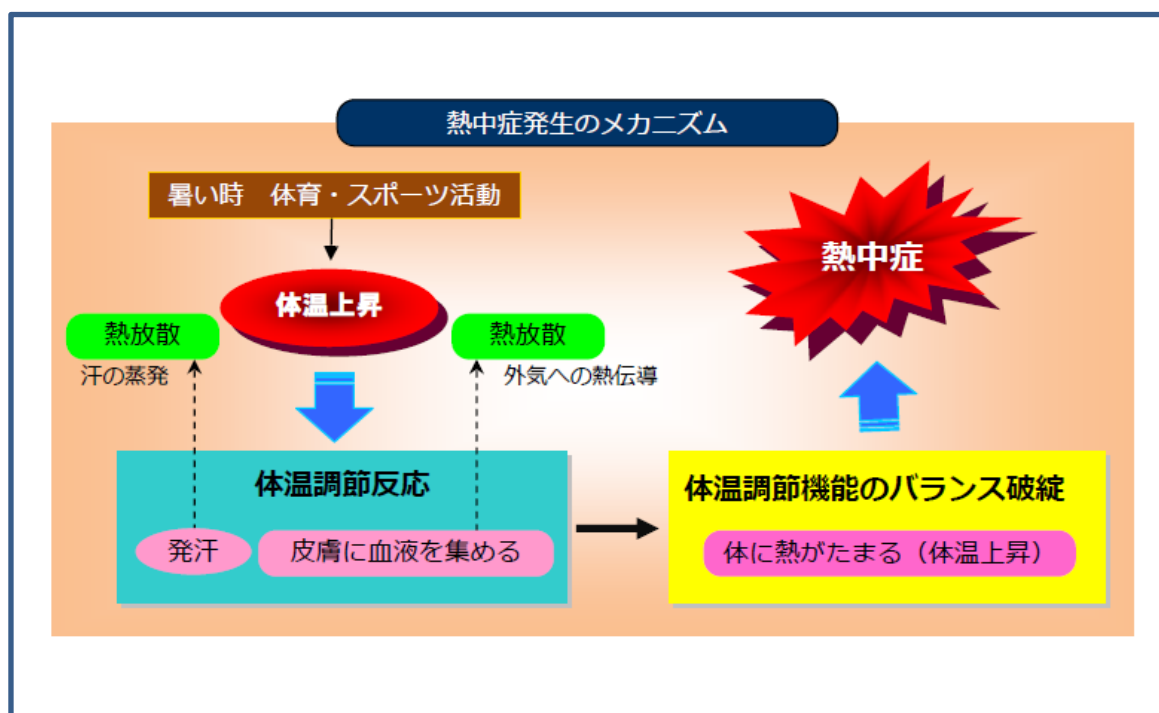 熱中症発生のメカニズム
暑い時　体育・スポーツ活動
体温上昇
熱放散
汗の蒸発
熱放散
外気への熱伝導
体温調節反応
発汗
皮膚に血液を集める
体温調節機能のバランス破綻
体に熱がたまる（体温上昇）
熱中症